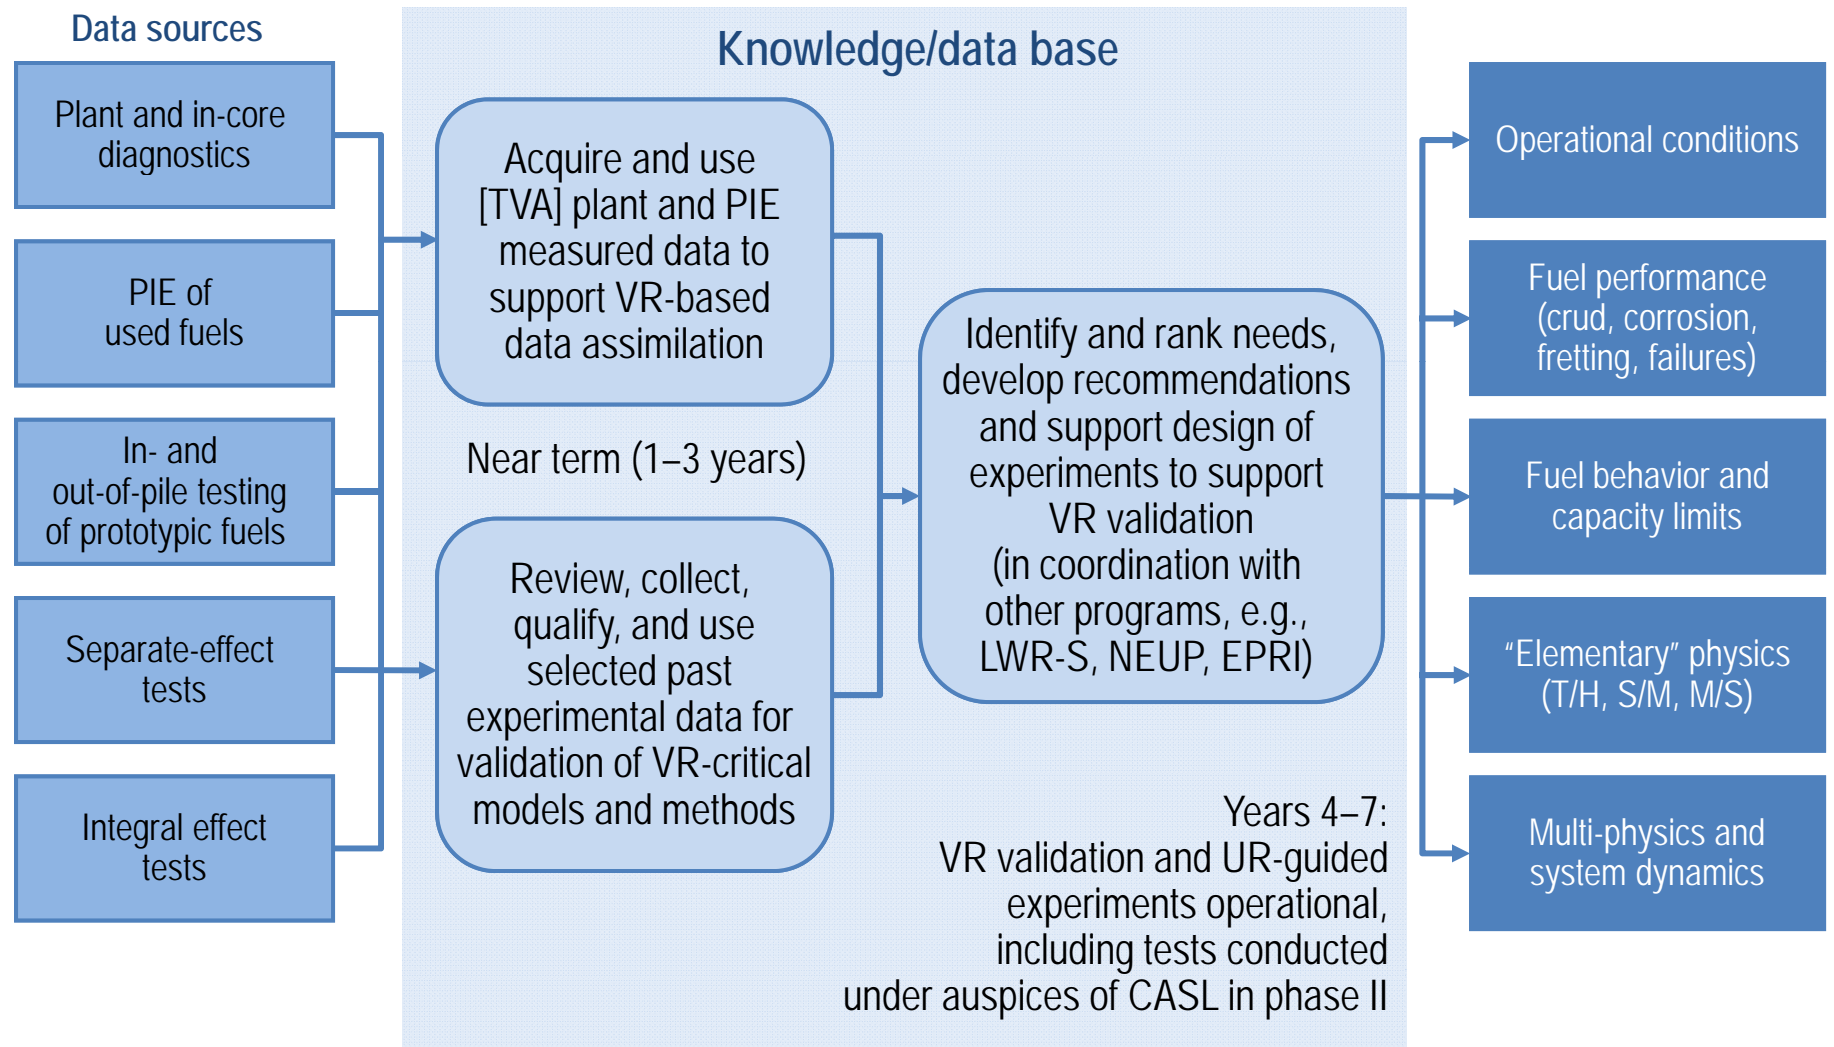 Data sources
Plant and in-core
diagnostics
PIE of
used fuels
In- and
out-of-pile testing
of prototypic fuels
Separate-effect
tests
Integral effect
tests
Knowledge/data base
Acquire and use
[TVA] plant and PIE
measured data to
support VR-based
data assimilation
Near term (1–3 years)
Review, collect,
qualify, and use
selected past
experimental data for
validation of VR-critical
models and methods
Identify and rank needs,
develop recommendations
and support design of
experiments to support
VR validation
(in coordination with
other programs, e.g.,
LWR-S, NEUP, EPRI)
Years 4–7:
VR validation and UR-guided
experiments operational,
including tests conducted
under auspices of CASL in phase II
Operational conditions
Fuel performance
(crud, corrosion,
fretting, failures)
Fuel behavior and
capacity limits
“Elementary” physics
(T/H, S/M, M/S)
Multi-physics and
system dynamics